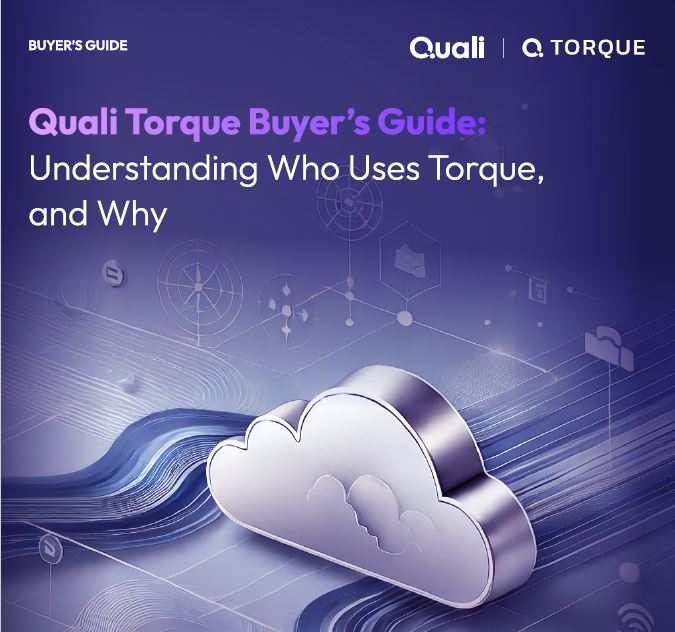 BUYER'S GUIDE
Quali | TORQUE
Quali Torque Buyer's Guide:
Understanding Who Uses Torque,
and Why